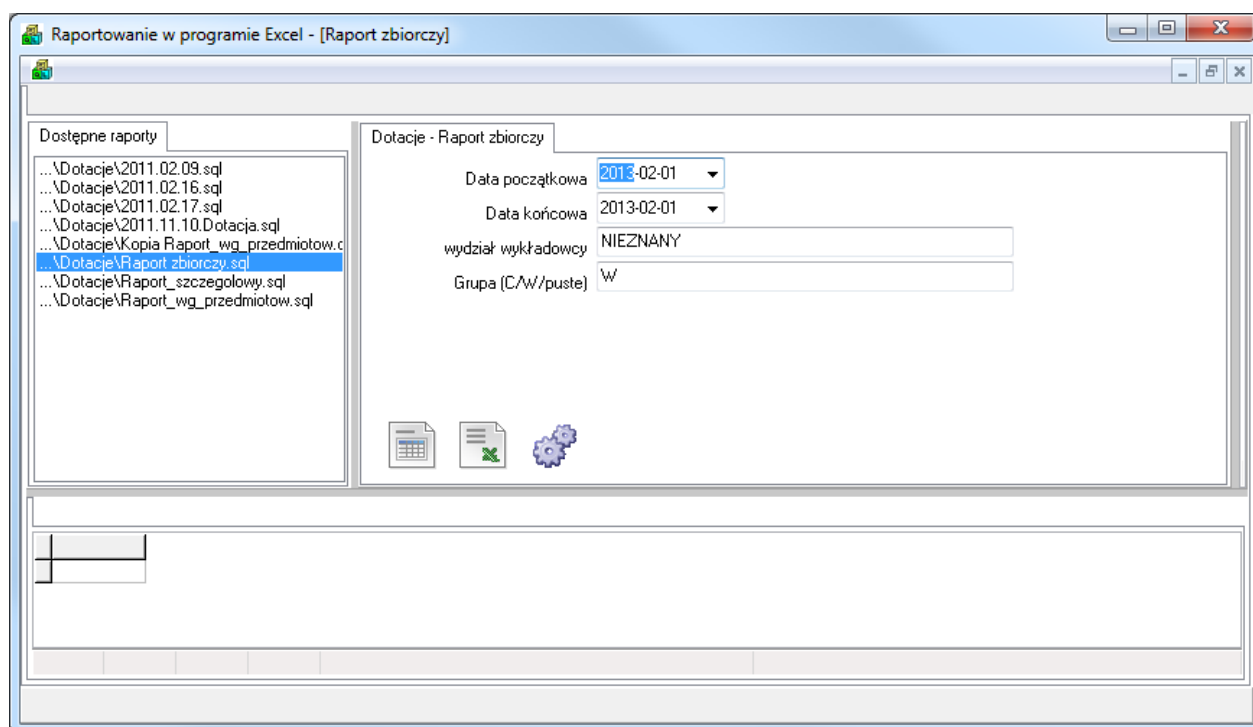 Raportowanie w programie Excel - [Raport zbiorczy]
Dostępne raporty
...\Dotacje\2011.02.09.sql
...\Dotacje\2011.02.16.sql
...\Dotacje\2011.02.17.sql
...\Dotacje\2011.11.10.Dotacja.sql
...\Dotacje\Kopia Raport_wg_przedmiotow.c
...\Dotacje\Raport zbiorczy.sql
...\Dotacje\Raport_szczegolowy.sql
...\Dotacje\Raport_wg_przedmiotow.sql
Dotacje - Raport zbiorczy
Data początkowa 2013-02-01
Data końcowa 2013-02-01
wydział wykładowcy NIEZNANY
Grupa (C/W/puste) W